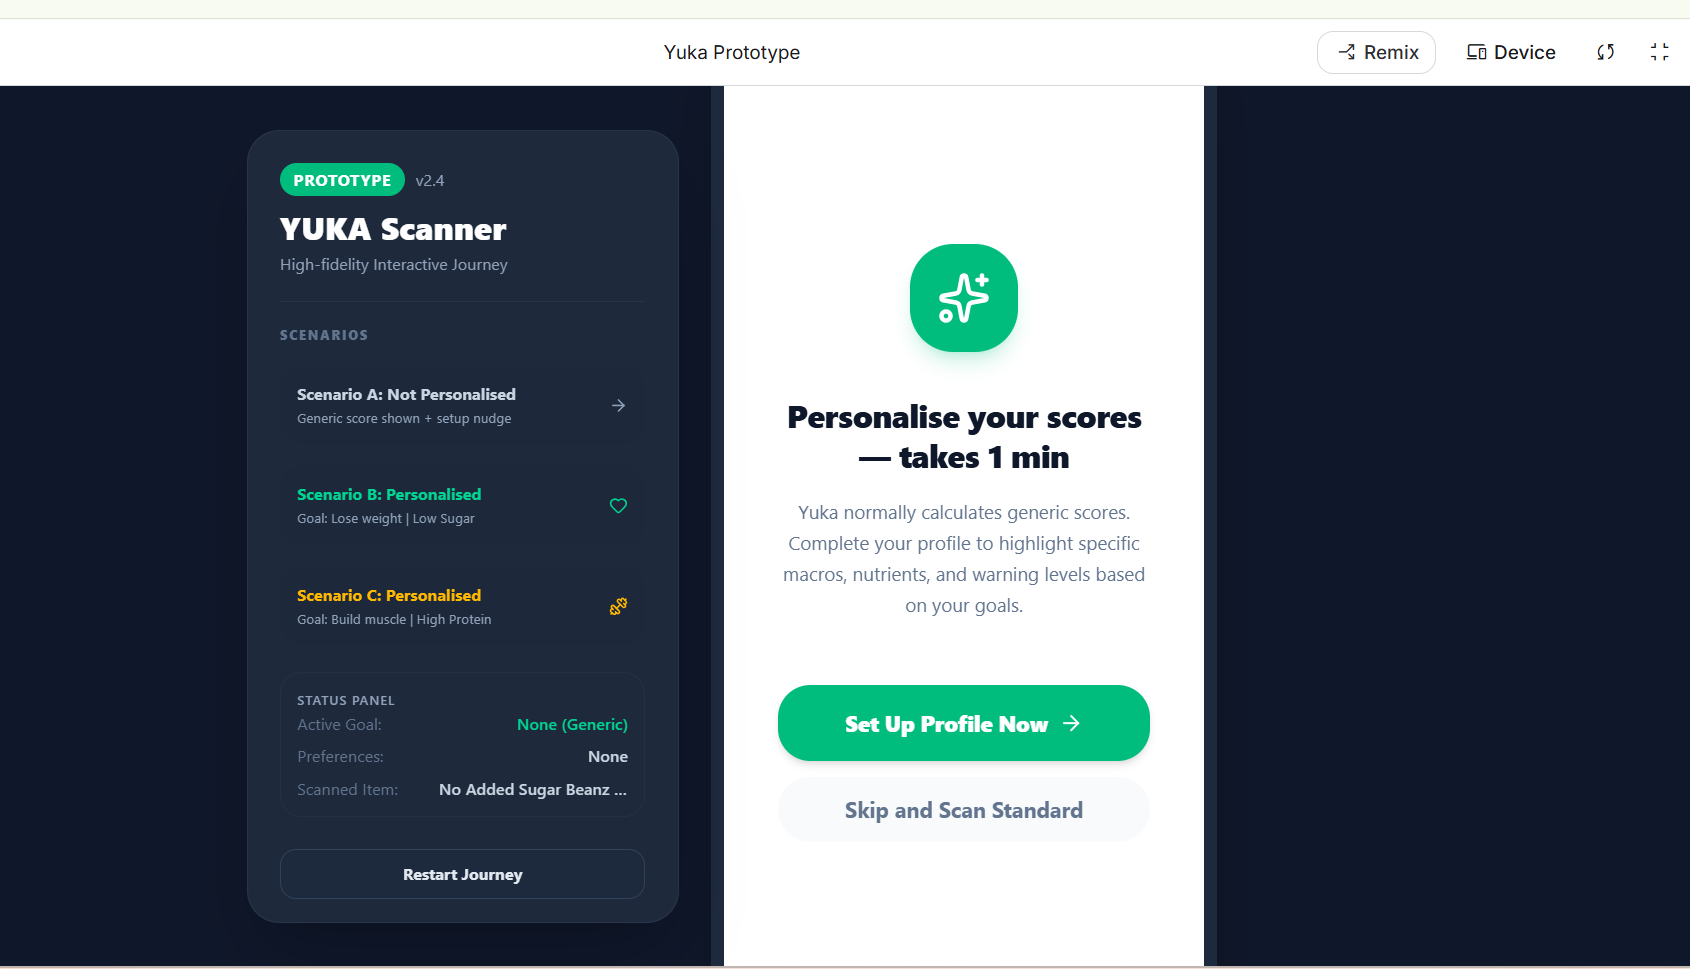 Yuka Prototype
Remix
Device
PROTOTYPE v2.4
YUKA Scanner
High-fidelity Interactive Journey
SCENARIOS
Scenario A: Not Personalised
Generic score shown + setup nudge
Scenario B: Personalised
Goal: Lose weight | Low Sugar
Scenario C: Personalised
Goal: Build muscle | High Protein
STATUS PANEL
Active Goal: None (Generic)
Preferences: None
Scanned Item: No Added Sugar Beanz ...
Restart Journey
Personalise your scores
— takes 1 min
Yuka normally calculates generic scores.
Complete your profile to highlight specific
macros, nutrients, and warning levels based
on your goals.
Set Up Profile Now
Skip and Scan Standard